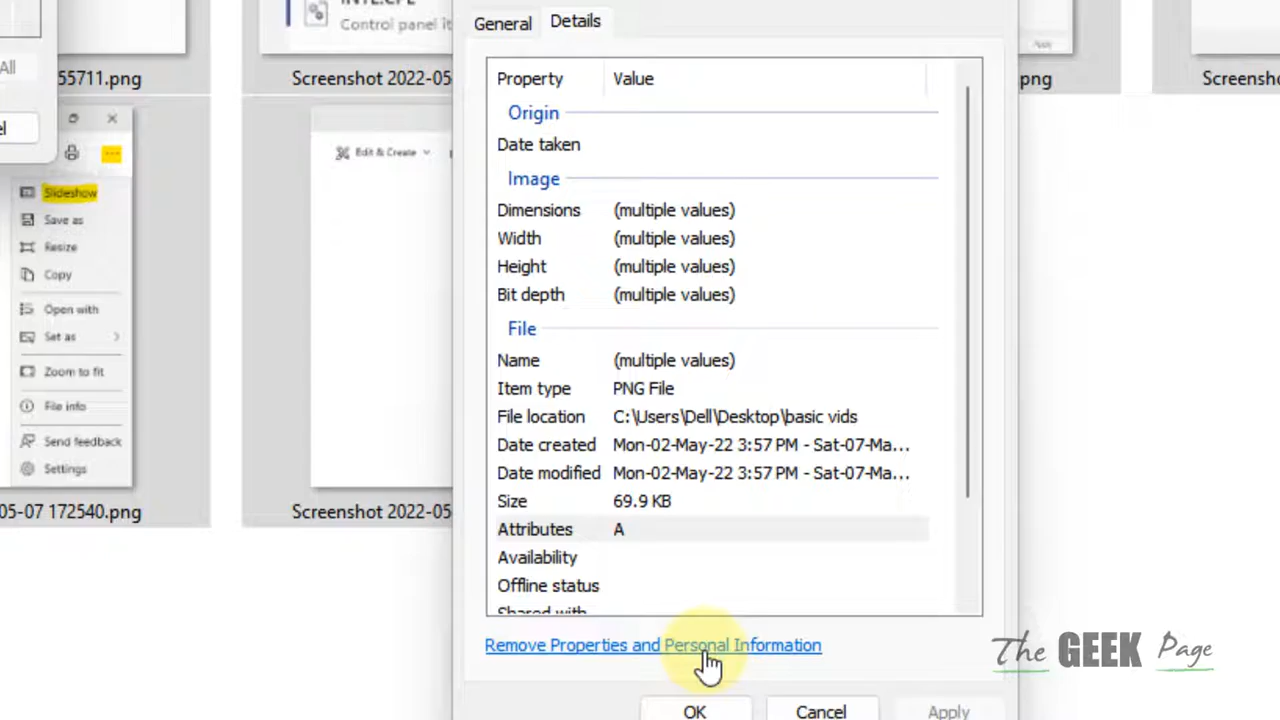 INTL.CPL
Control panel it
All
55711.png
Screenshot 2022-05
Edit & Create
Slideshow
Save as
Resize
Copy
Open with
Set as
Zoom to fit
File info
Send feedback
Settings
05-07 172540.png
Screenshot 2022-05
General
Details
Property Value
Origin
Date taken
Image
Dimensions (multiple values)
Width (multiple values)
Height (multiple values)
Bit depth (multiple values)
File
Name (multiple values)
Item type PNG File
File location C:\Users\Dell\Desktop\basic vids
Date created Mon-02-May-22 3:57 PM - Sat-07-Ma...
Date modified Mon-02-May-22 3:57 PM - Sat-07-Ma...
Size 69.9 KB
Attributes A
Availability
Offline status
Shared with
Remove Properties and Personal Information
OK
Cancel
Apply
Apply
png
Screensho
The GEEK Page